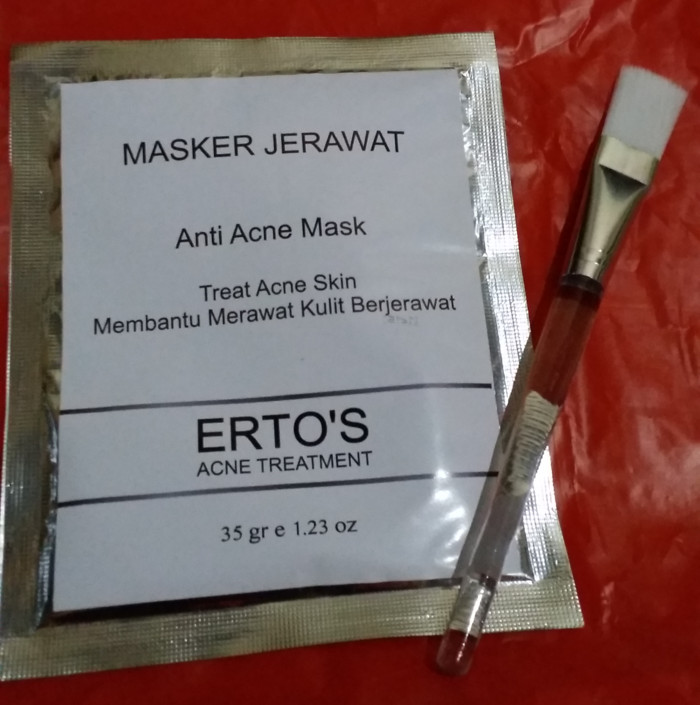 MASKER JERAWAT
Anti Acne Mask
Treat Acne Skin
Membantu Merawat Kulit Berjerawat
ERTO'S
ACNE TREATMENT
35 gr e 1.23 oz